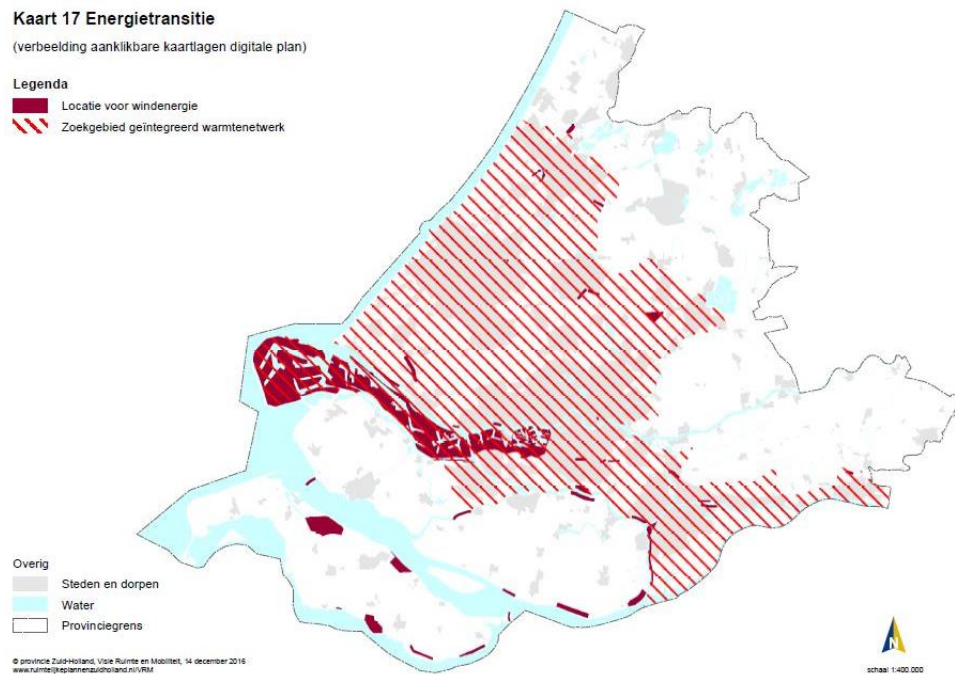 Kaart 17 Energietransitie
(verbeelding aanklikbare kaartlagen digitale plan)
Legenda
Locatie voor windenergie
Zoekgebied geïntegreerd warmtenetwerk
Overig
Steden en dorpen
Water
Provinciegrens
© provincie Zuid-Holland, Visie Ruimte en Mobiliteit, 14 december 2016
www.ruimtelijkeplannenzuidholland.nl/VRM
N
schaal 1:400.000